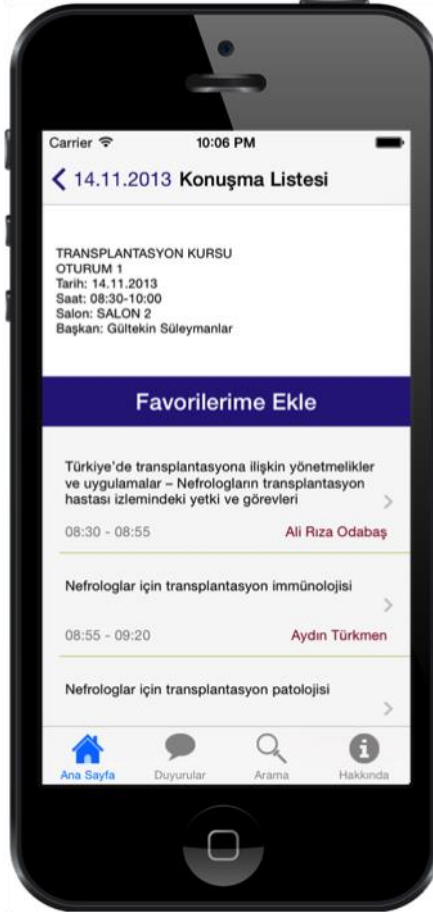 Carrier 10:06 PM
14.11.2013 Konuşma Listesi
TRANSPLANTASYON KURSU
OTURUM 1
Tarih: 14.11.2013
Saat: 08:30-10:00
Salon: SALON 2
Başkan: Gültekin Süleymanlar
Favorilerime Ekle
Türkiye'de transplantasyona ilişkin yönetmelikler
ve uygulamalar – Nefrologların transplantasyon
hastası izlemindeki yetki ve görevleri
08:30 - 08:55 Ali Rıza Odabaş
Nefrologlar için transplantasyon immünolojisi
08:55 - 09:20 Aydın Türkmen
Nefrologlar için transplantasyon patolojisi
Ana Sayfa Duyurular Arama Hakkında